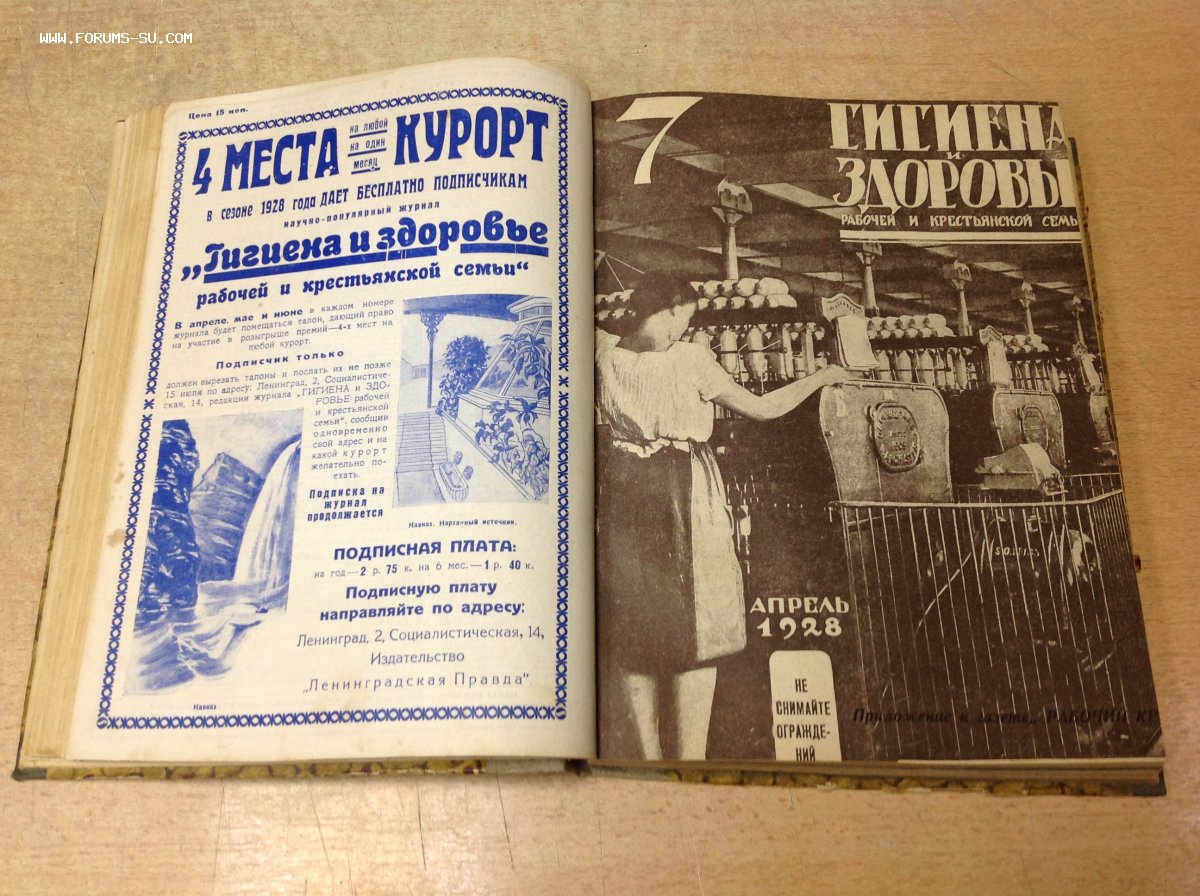 WWW.FORUMS-SU.COM
Цена 15 коп.
4 МЕСТА на любой на один месяц КУРОРТ
в сезоне 1928 года ДАЕТ БЕСПЛАТНО ПОДПИСЧИКАМ
научно-популярный журнал
„Гигиена и здоровье
рабочей и крестьянской семьи“
В апреле, мае и июне в каждом номере
журнала будет помещаться талон, дающий право
на участие в розыгрыше премий—4-х мест на
любой курорт.
Подписчик только
должен вырезать талоны и послать их не позже
15 июля по адресу: Ленинград, 2, Социалистиче-
ская, 14, редакции журнала „ГИГИЕНА и ЗДО-
РОВЬЕ рабочей
и крестьянской
семьи“, сообщив
одновременно
свой адрес и на
какой курорт
желательно по-
ехать.
Подписка на
журнал
продолжается
Кавказ. Нарзанный источник.
ПОДПИСНАЯ ПЛАТА:
на год—2 р. 75 к. на 6 мес.—1 р. 40 к.
Подписную плату
направляйте по адресу:
Ленинград, 2, Социалистическая, 14,
Издательство
„Ленинградская Правда“
Кавказ
7
ГИГИЕНА
и
ЗДОРОВЬ
РАБОЧЕЙ И КРЕСТЬЯНСКОЙ СЕМЬ
АПРЕЛЬ
1928
НЕ
СНИМАЙТЕ
ОГРАЖДЕ-
НИЙ
Приложение к газете „РАБОЧИЙ КР